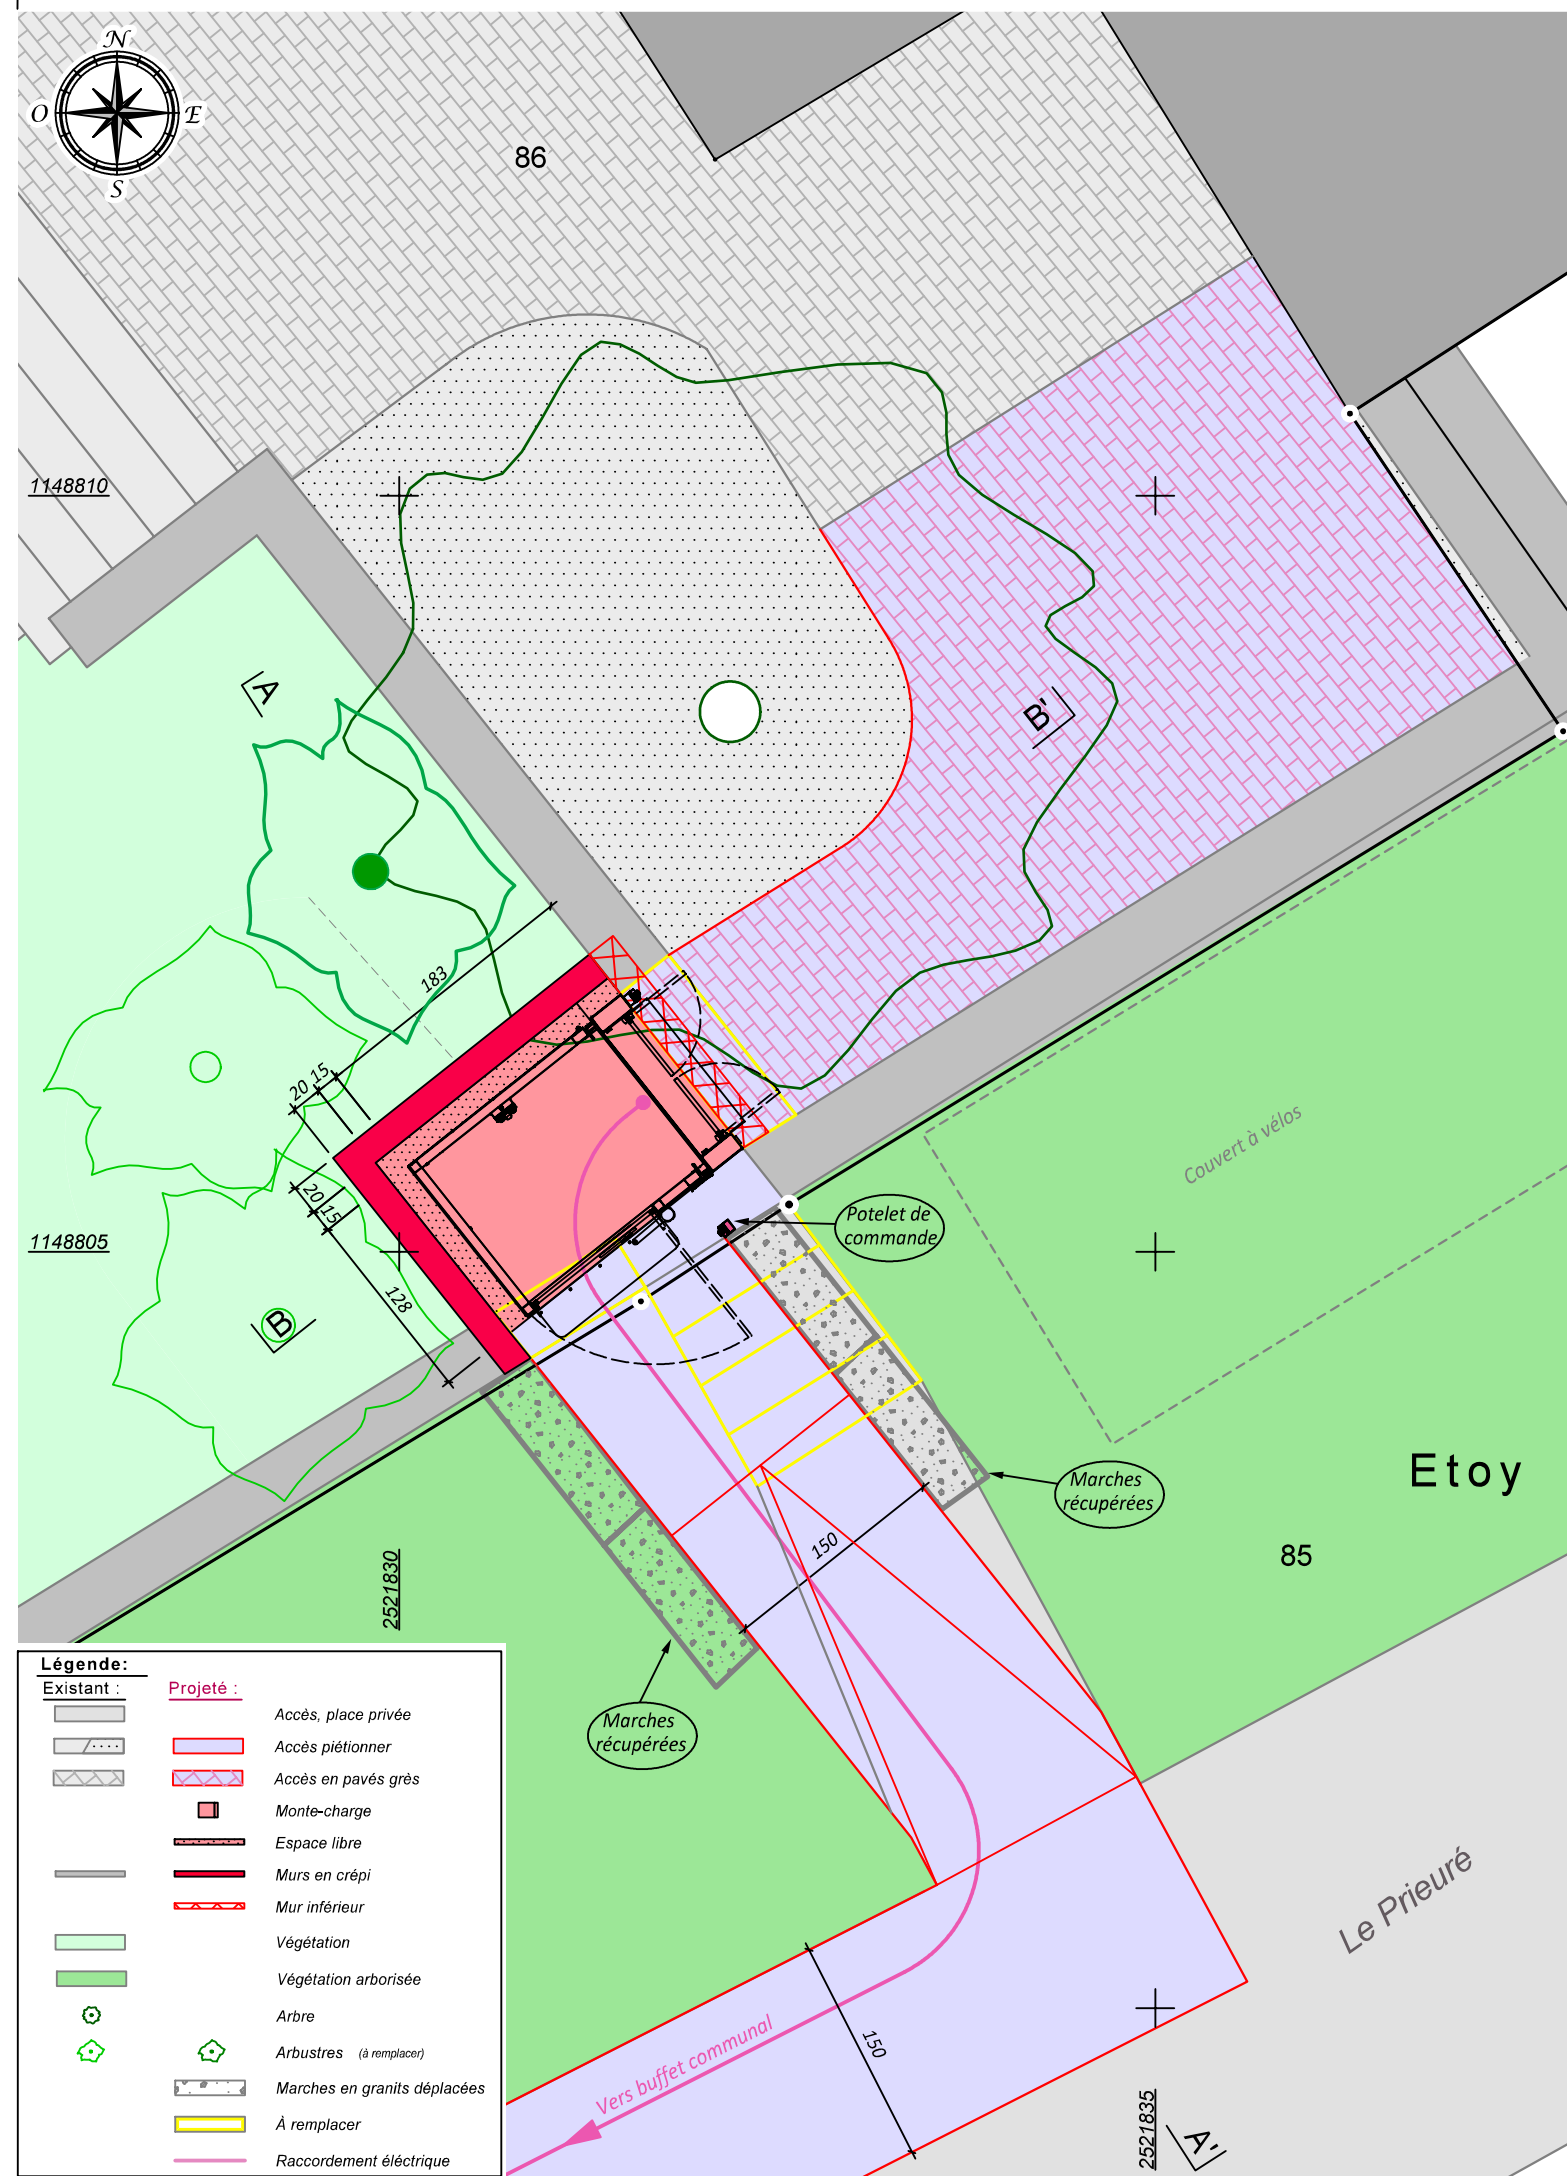 N
O
E
S
86
1148810
A
B'
183
20
15
20
15
128
1148805
B
Potelet de
commande
Couvert à vélos
Marches
récupérées
Etoy
85
150
2521830
Marches
récupérées
Le Prieuré
150
Vers buffet communal
2521835
A'
Légende:
Existant :
Projeté :
Accès, place privée
Accès piétionner
Accès en pavés grès
Monte-charge
Espace libre
Murs en crépi
Mur inférieur
Végétation
Végétation arborisée
Arbre
Arbustres (à remplacer)
Marches en granits déplacées
À remplacer
Raccordement éléctrique